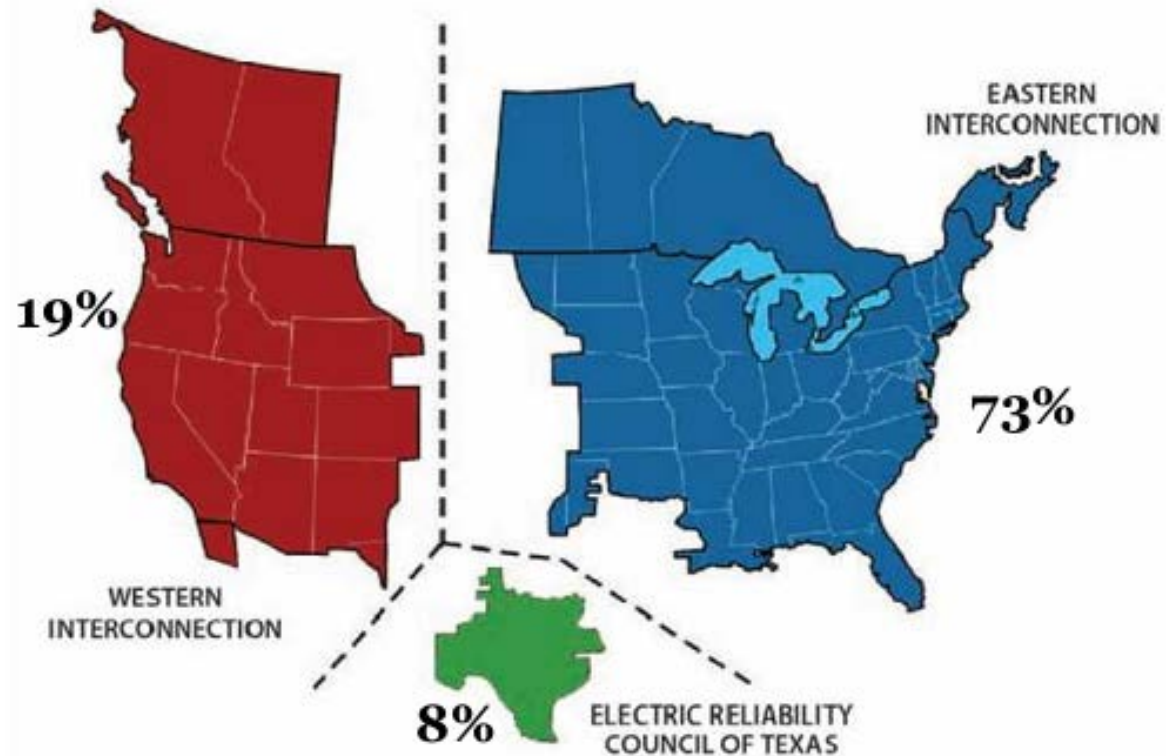 EASTERN
INTERCONNECTION
19%
73%
WESTERN
INTERCONNECTION
8%
ELECTRIC RELIABILITY
COUNCIL OF TEXAS